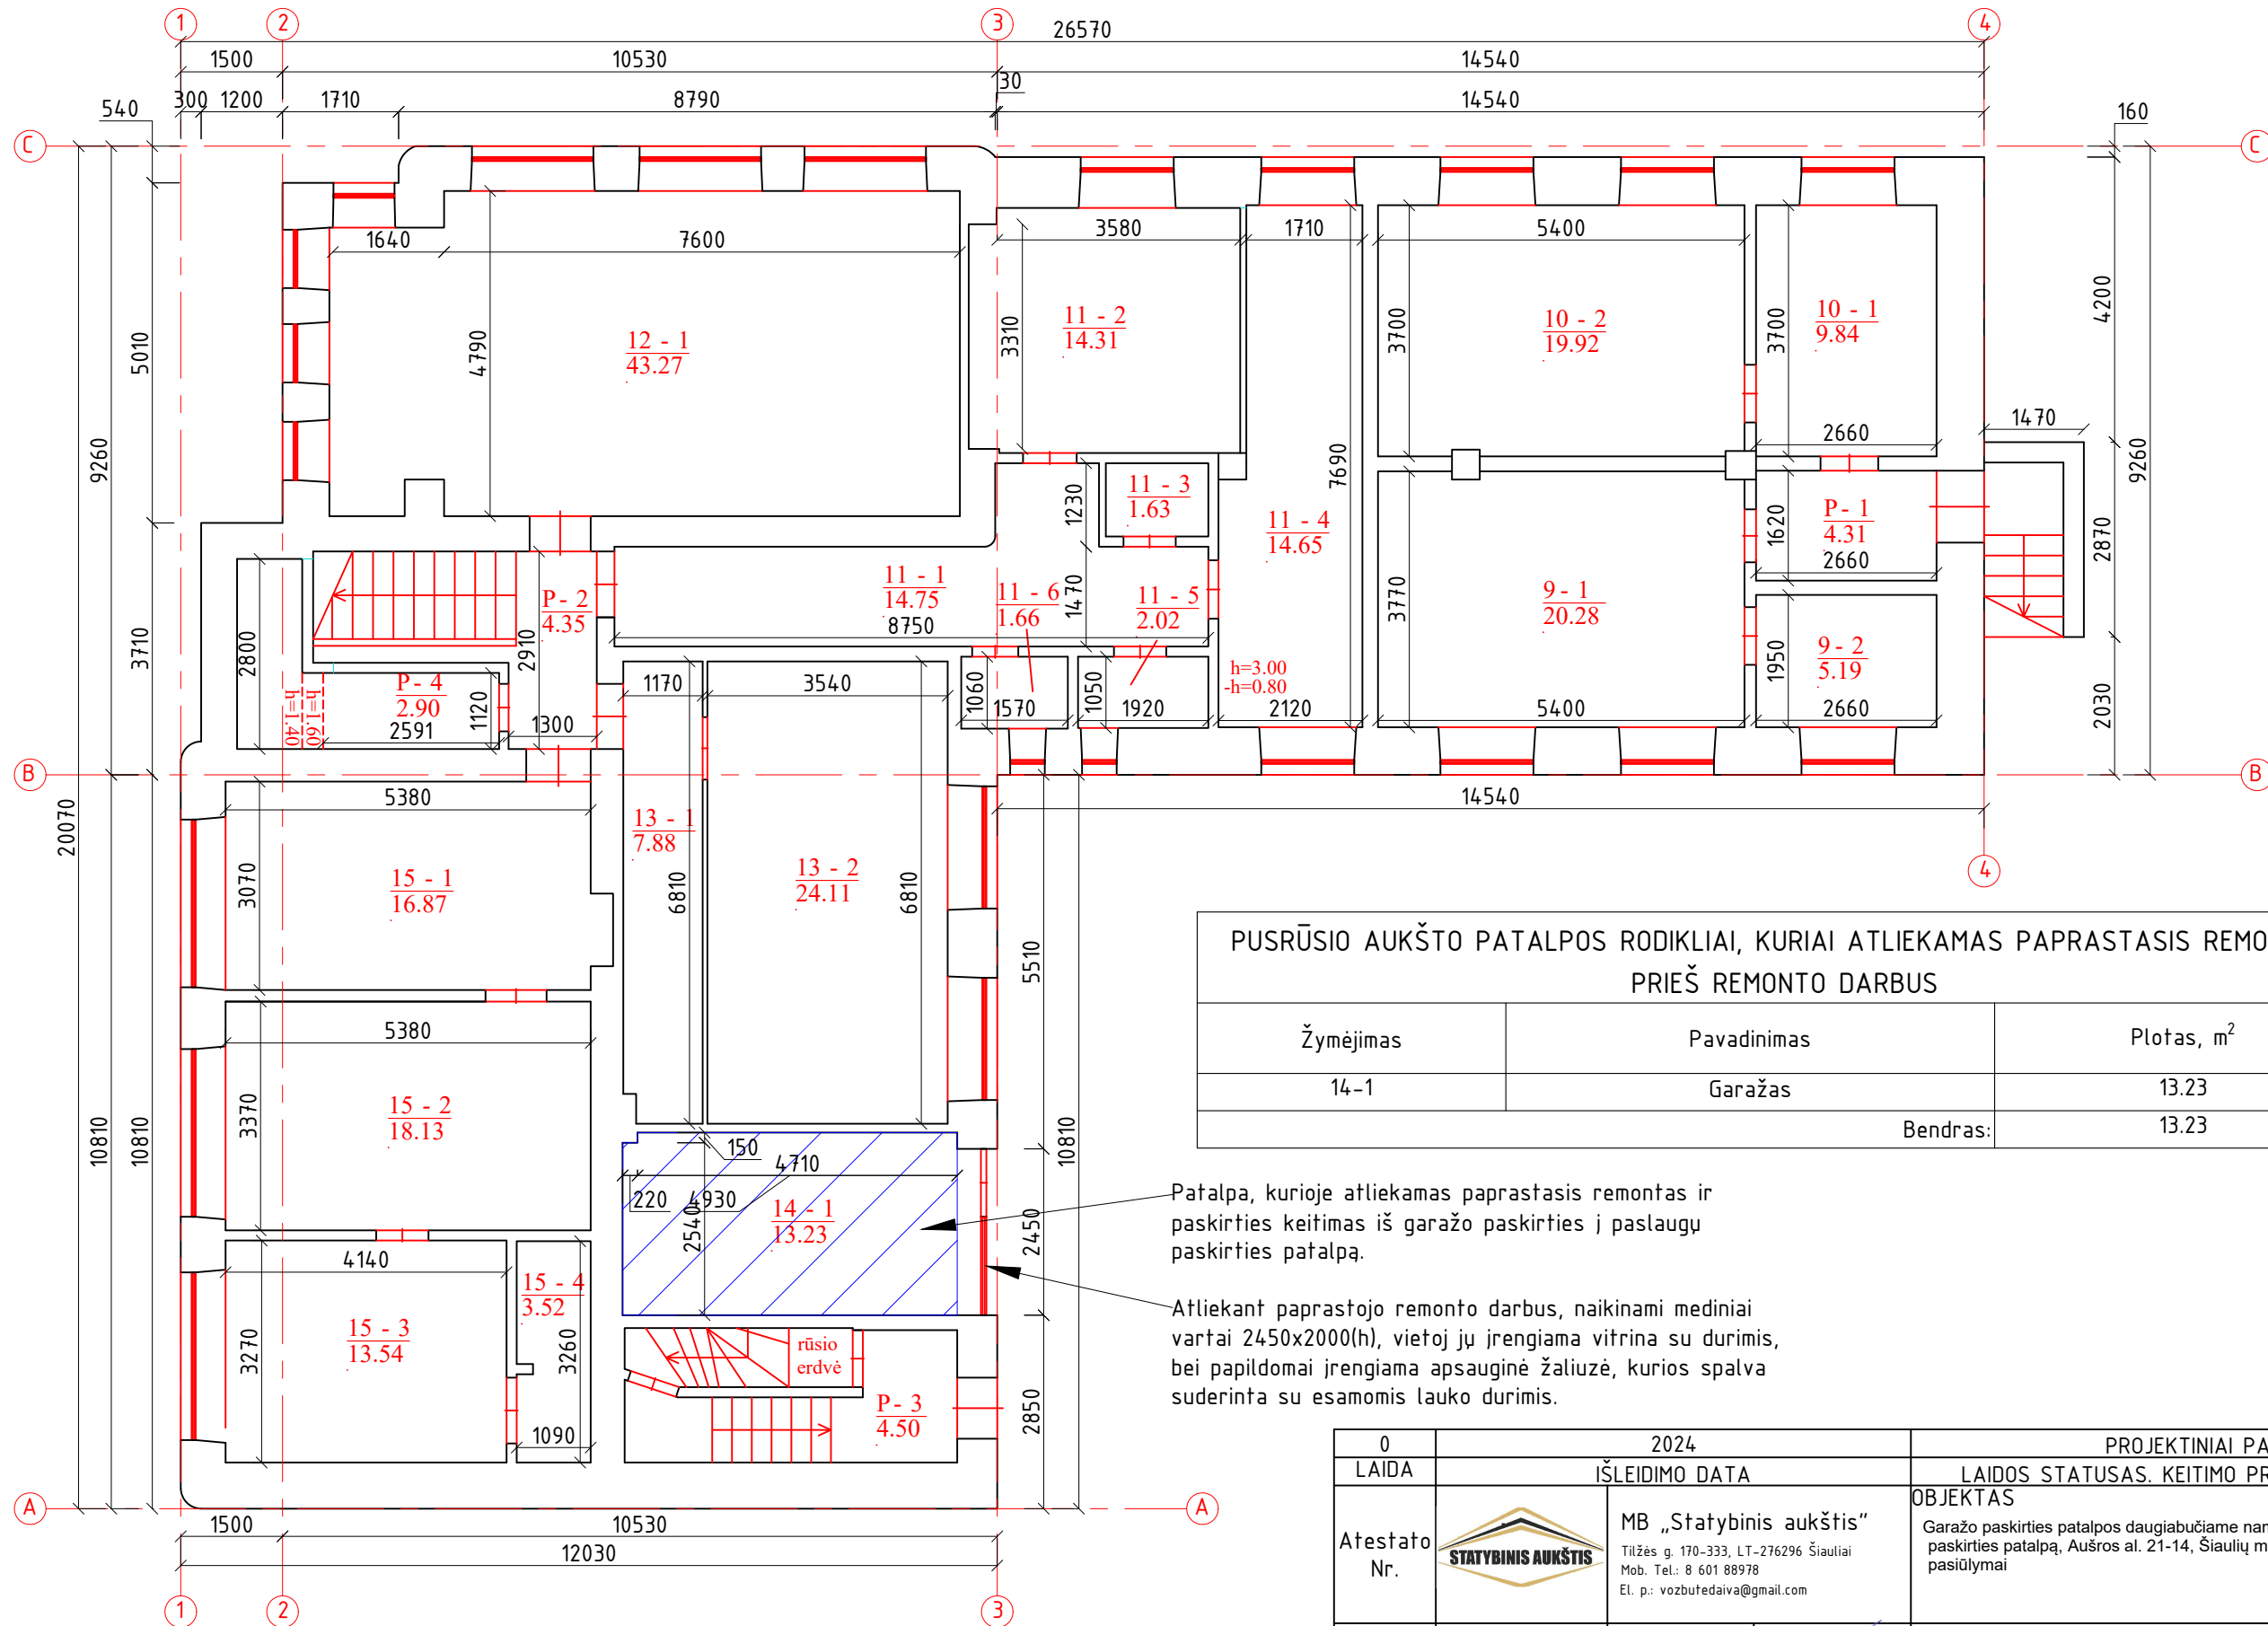 1 2 3 4
26570
1500 10530 14540
30
300 1200 1710 8790 14540
540 160
C C
1640 7600 3580 1710 5400
4200
5010
4790
3310
3700
3700
12 - 1
43.27
11 - 2
14.31
10 - 2
19.92
10 - 1
9.84
9260
9260
2660
1470
7690
11 - 3
1.63
1230
11 - 4
14.65
P - 1
4.31
1620
2660
2870
P - 2
4.35
11 - 1
14.75
11 - 6
1.66
1470
11 - 5
2.02
9 - 1
20.28
3770
8750
2800
2910
3710
9 - 2
5.19
1950
h=3.00
-h=0.80
P - 4
2.90
h=1.40
h=1.60
1120
2591
1300
1170 3540
1060
1570
1050
1920
2120
5400
2660
2030
B B
20070
5380
14540
13 - 1
7.88
3070
15 - 1
16.87
6810
13 - 2
24.11
6810
4
5510
PUSRŪSIO AUKŠTO PATALPOS RODIKLIAI, KURIAI ATLIEKAMAS PAPRASTASIS REMO
PRIEŠ REMONTO DARBUS
Žymėjimas Pavadinimas Plotas, m²
14-1 Garažas 13.23
Bendras: 13.23
5380
3370
15 - 2
18.13
10810
10810
10810
150
4710
220 4930
2540
14 - 1
13.23
2450
Patalpa, kurioje atliekamas paprastasis remontas ir
paskirties keitimas iš garažo paskirties į paslaugų
paskirties patalpą.
4140
15 - 4
3.52
15 - 3
13.54
3270
3260
1090
rūsio
erdvė
P - 3
4.50
2850
Atliekant paprastojo remonto darbus, naikinami mediniai
vartai 2450x2000(h), vietoj jų įrengiama vitrina su durimis,
bei papildomai įrengiama apsauginė žaliuzė, kurios spalva
suderinta su esamomis lauko durimis.
A A
1500 10530
12030
1 2 3
0 2024 PROJEKTINIAI PA
LAIDA IŠLEIDIMO DATA LAIDOS STATUSAS. KEITIMO PR
Atestato
Nr.
STATYBINIS AUKŠTIS
MB „Statybinis aukštis“
Tilžės g. 170-333, LT-276296 Šiauliai
Mob. Tel.: 8 601 88978
El. p.: vozbutedaiva@gmail.com
OBJEKTAS
Garažo paskirties patalpos daugiabučiame nam
paskirties patalpą, Aušros al. 21-14, Šiaulių m
pasiūlymai